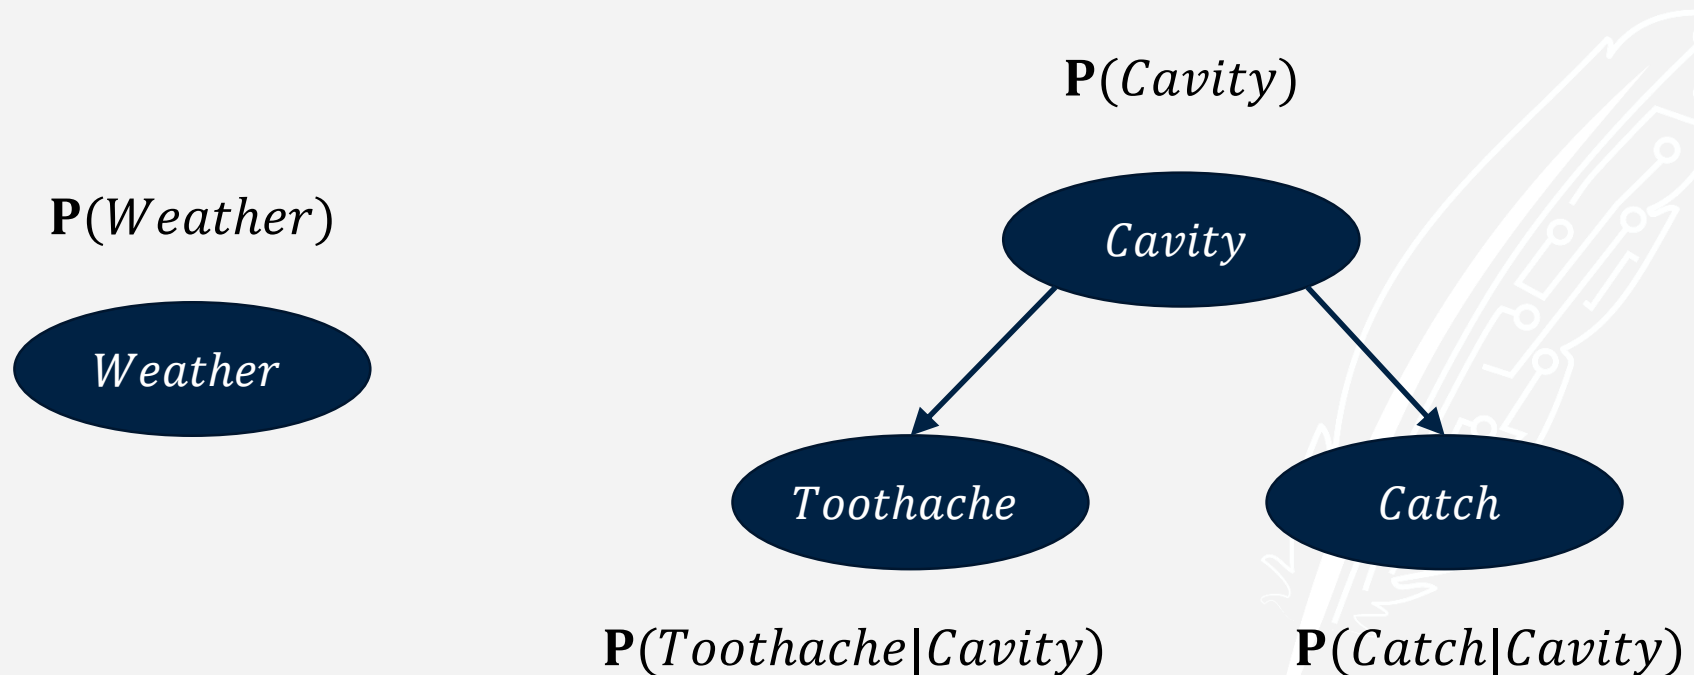 P(Cavity)
P(Weather)
Cavity
Weather
Toothache
Catch
P(Toothache|Cavity)
P(Catch|Cavity)